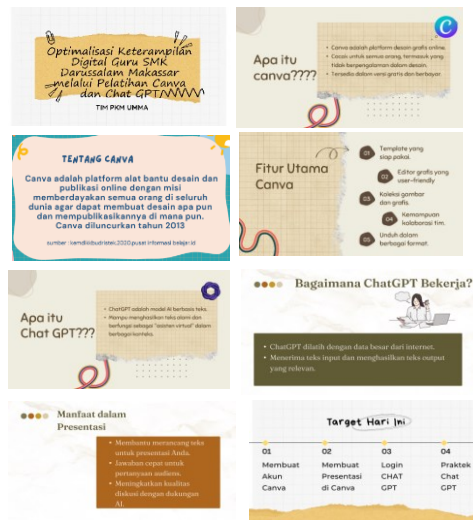 Optimalisasi Keterampilan
Digital Guru SMK
Darussalam Makassar
melalui Pelatihan Canva
dan Chat GPT
TIM PKM UMMA
Apa itu
canva????
• Canva adalah platform desain grafis online.
• Cocok untuk semua orang, termasuk yang
tidak berpengalaman dalam desain.
• Tersedia dalam versi gratis dan berbayar.
TENTANG CANVA
Canva adalah platform alat bantu desain dan
publikasi online dengan misi
memberdayakan semua orang di seluruh
dunia agar dapat membuat desain apa pun
dan mempublikasikannya di mana pun.
Canva diluncurkan tahun 2013
sumber : kemdikbudristek,2020.pusat informasi belajar.id
Fitur Utama
Canva
01 Template yang
siap pakai.
02 Editor grafis yang
user-friendly
03 Koleksi gambar
dan grafis.
04 Kemampuan
kolaborasi tim.
05 Unduh dalam
berbagai format.
Apa itu
Chat GPT???
• ChatGPT adalah model AI berbasis teks.
• Mampu menghasilkan teks alami dan
berfungsi sebagai "asisten virtual" dalam
berbagai konteks.
Bagaimana ChatGPT Bekerja?
• ChatGPT dilatih dengan data besar dari internet.
• Menerima teks input dan menghasilkan teks output
yang relevan.
Manfaat dalam
Presentasi
• Membantu merancang teks
untuk presentasi Anda.
• Jawaban cepat untuk
pertanyaan audiens.
• Meningkatkan kualitas
diskusi dengan dukungan
AI.
Target Hari Ini
01
Membuat
Akun
Canva
02
Membuat
Presentasi
di Canva
03
Login
CHAT
GPT
04
Praktek
Chat
GPT